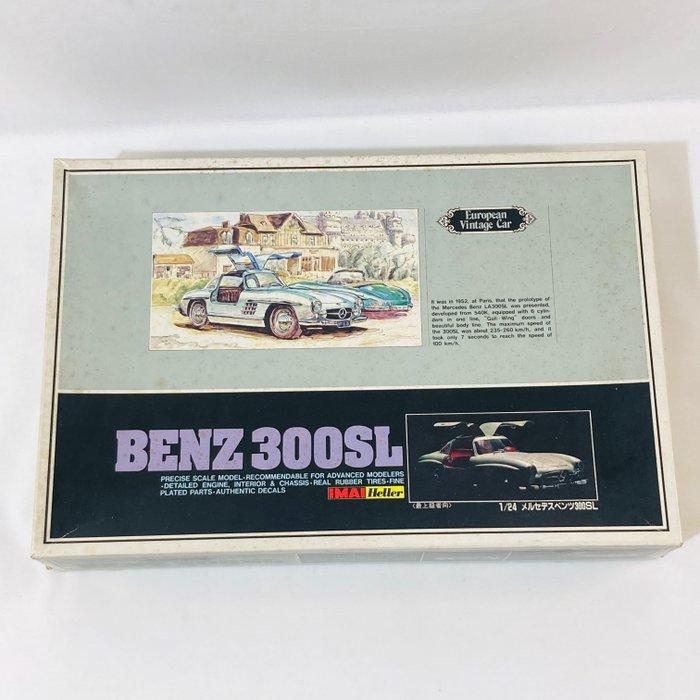 European
Vintage Car
It was in 1952, at Paris, that the prototype of
the Mercedes Benz LA300SL was presented,
developed from 540K, equipped with 6 cylin-
ders in one line, "Gull Wing" doors and
beautiful body line. The maximum speed of
the 300SL was about 235-260 km/h, and it
took only 7 seconds to reach the speed of
100 km/h.
BENZ 300SL
PRECISE SCALE MODEL·RECOMMENDABLE FOR ADVANCED MODELERS
·DETAILED ENGINE, INTERIOR & CHASSIS·REAL RUBBER TIRES·FINE
PLATED PARTS·AUTHENTIC DECALS
IMAI Heller
〈最上級者向〉
1/24 メルセデスベンツ300SL